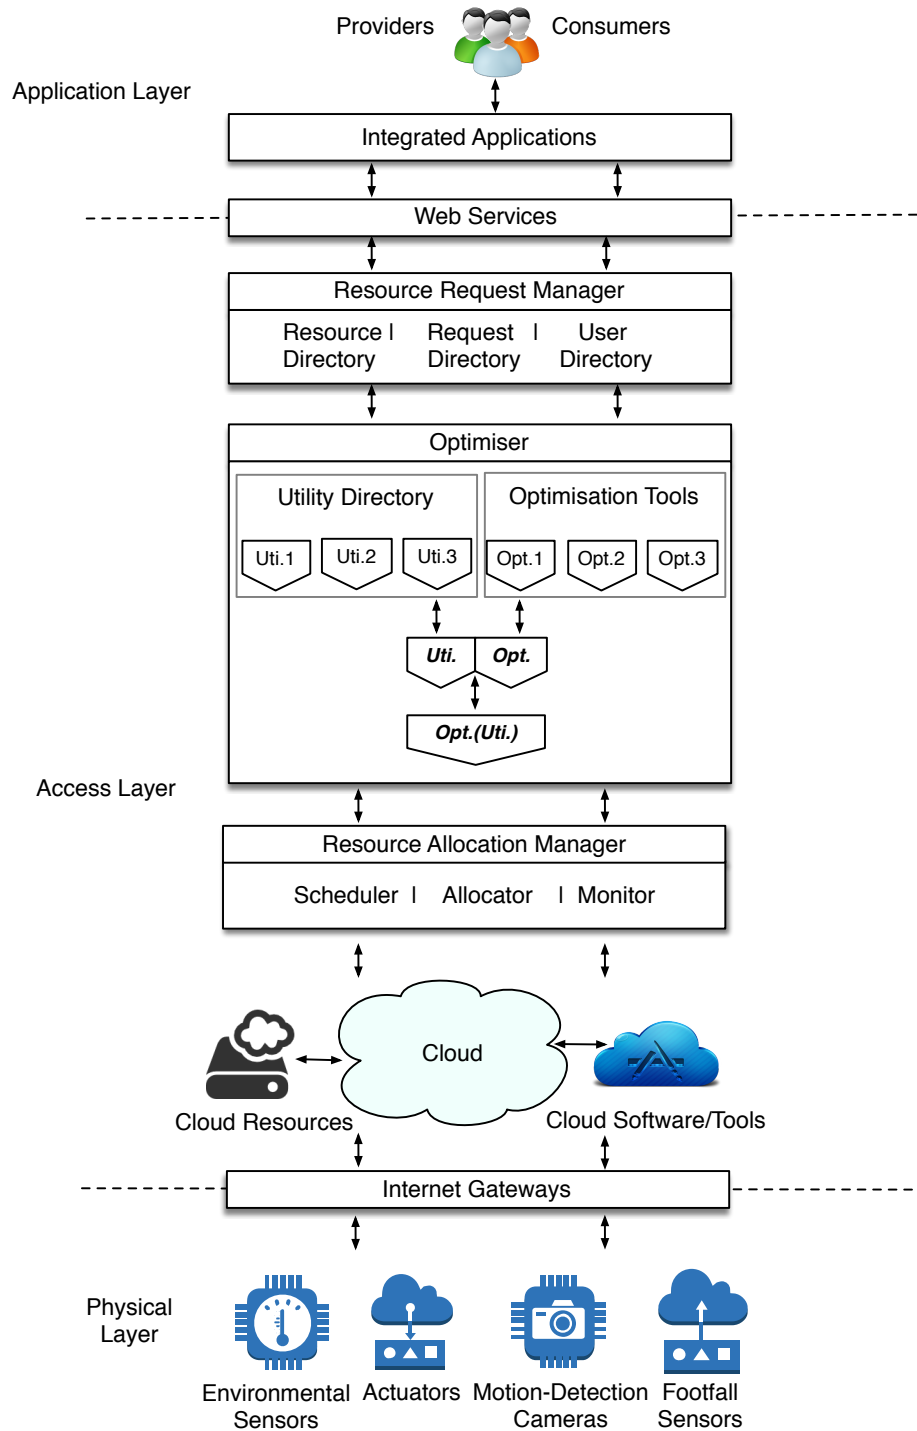 Providers Consumers
Application Layer
Integrated Applications
Web Services
Resource Request Manager
Resource | Request | User
Directory Directory Directory
Optimiser
Utility Directory Optimisation Tools
Uti.1 Uti.2 Uti.3 Opt.1 Opt.2 Opt.3
Uti. Opt.
Opt.(Uti.)
Access Layer
Resource Allocation Manager
Scheduler | Allocator | Monitor
Cloud
Cloud Resources Cloud Software/Tools
Internet Gateways
Physical
Layer
Environmental Actuators Motion-Detection Footfall
Sensors Cameras Sensors